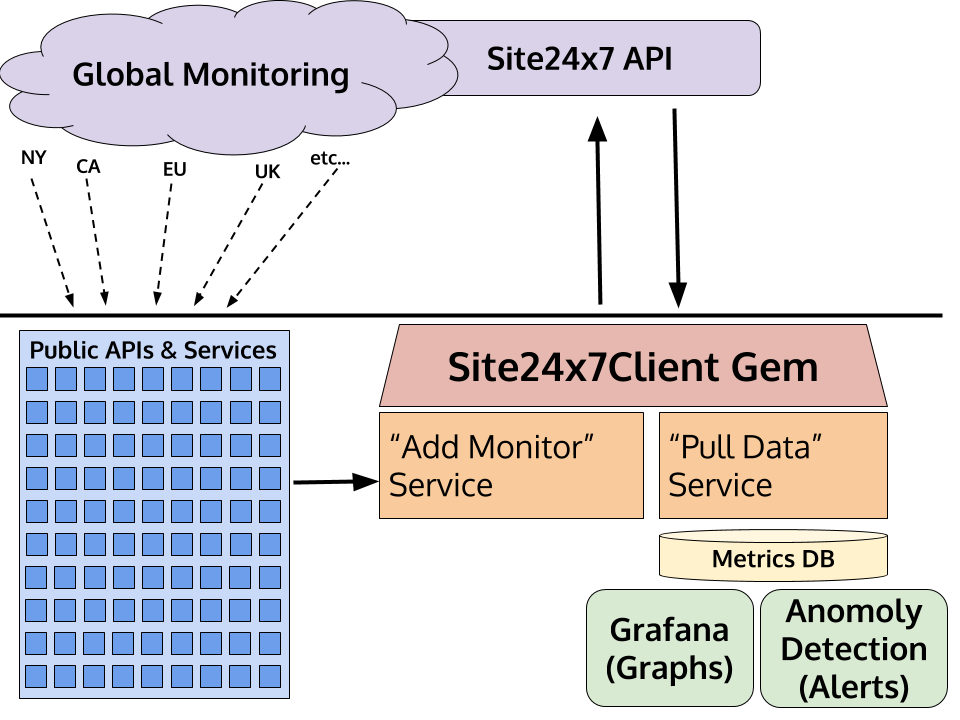 Global Monitoring
Site24x7 API
NY
CA
EU
UK
etc...
Public APIs & Services
Site24x7Client Gem
“Add Monitor”
Service
“Pull Data”
Service
Metrics DB
Grafana
(Graphs)
Anomoly
Detection
(Alerts)